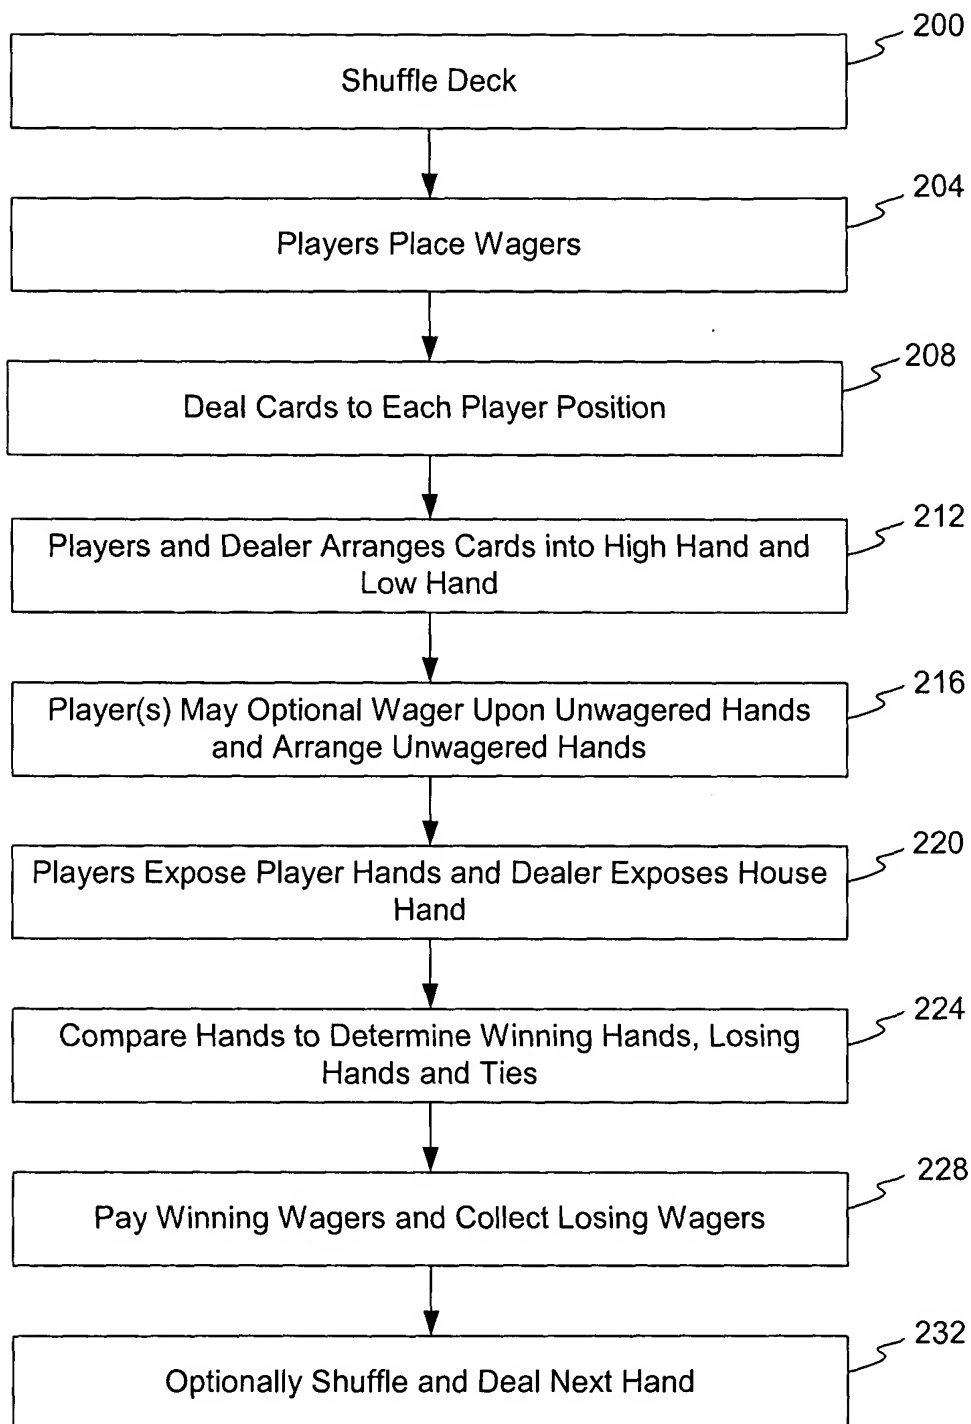 200
Shuffle Deck
204
Players Place Wagers
208
Deal Cards to Each Player Position
212
Players and Dealer Arranges Cards into High Hand and
Low Hand
216
Player(s) May Optional Wager Upon Unwagered Hands
and Arrange Unwagered Hands
220
Players Expose Player Hands and Dealer Exposes House
Hand
224
Compare Hands to Determine Winning Hands, Losing
Hands and Ties
228
Pay Winning Wagers and Collect Losing Wagers
232
Optionally Shuffle and Deal Next Hand